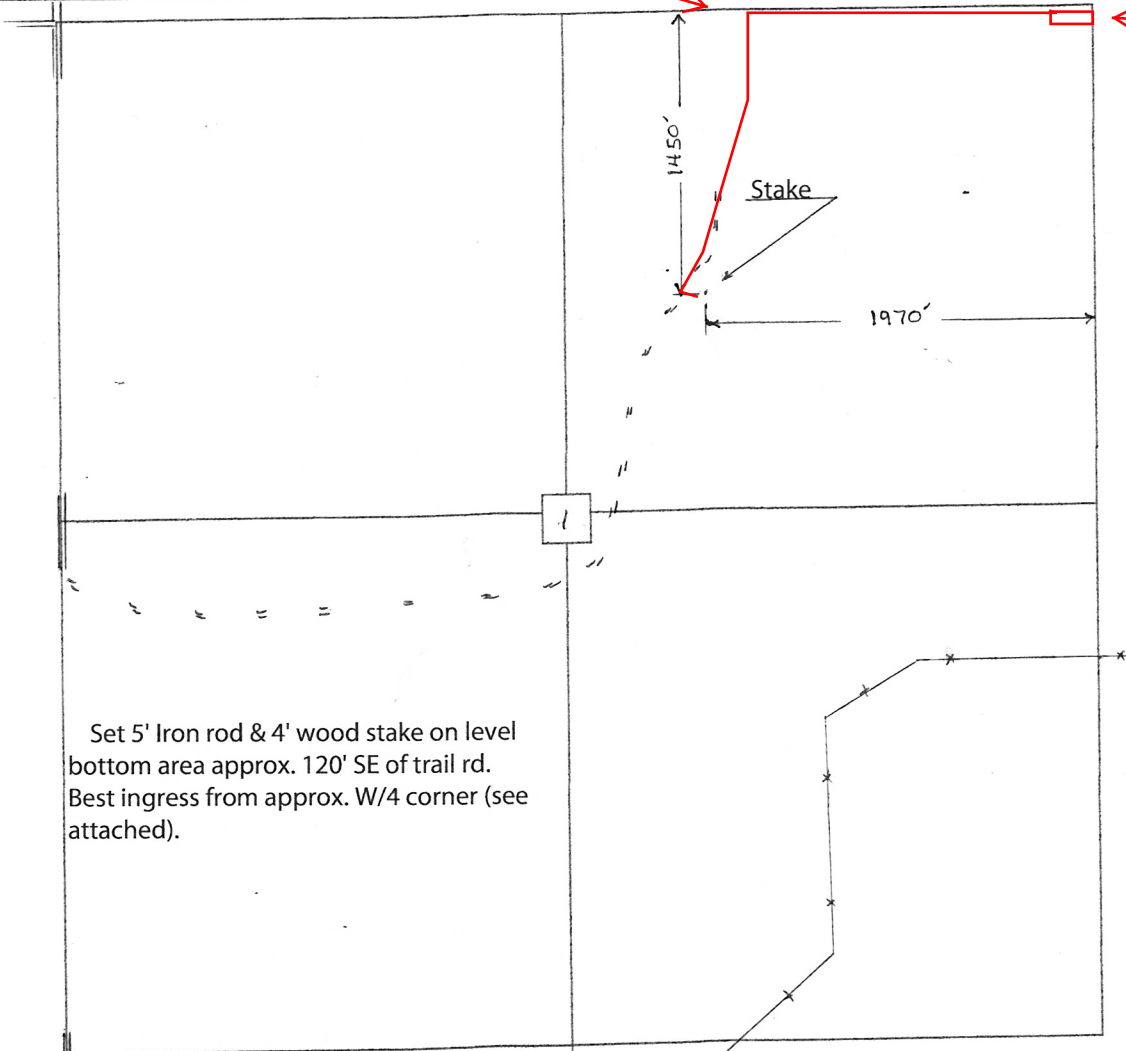 1450'
Stake
1970'
1
Set 5' Iron rod & 4' wood stake on level
bottom area approx. 120' SE of trail rd.
Best ingress from approx. W/4 corner (see
attached).